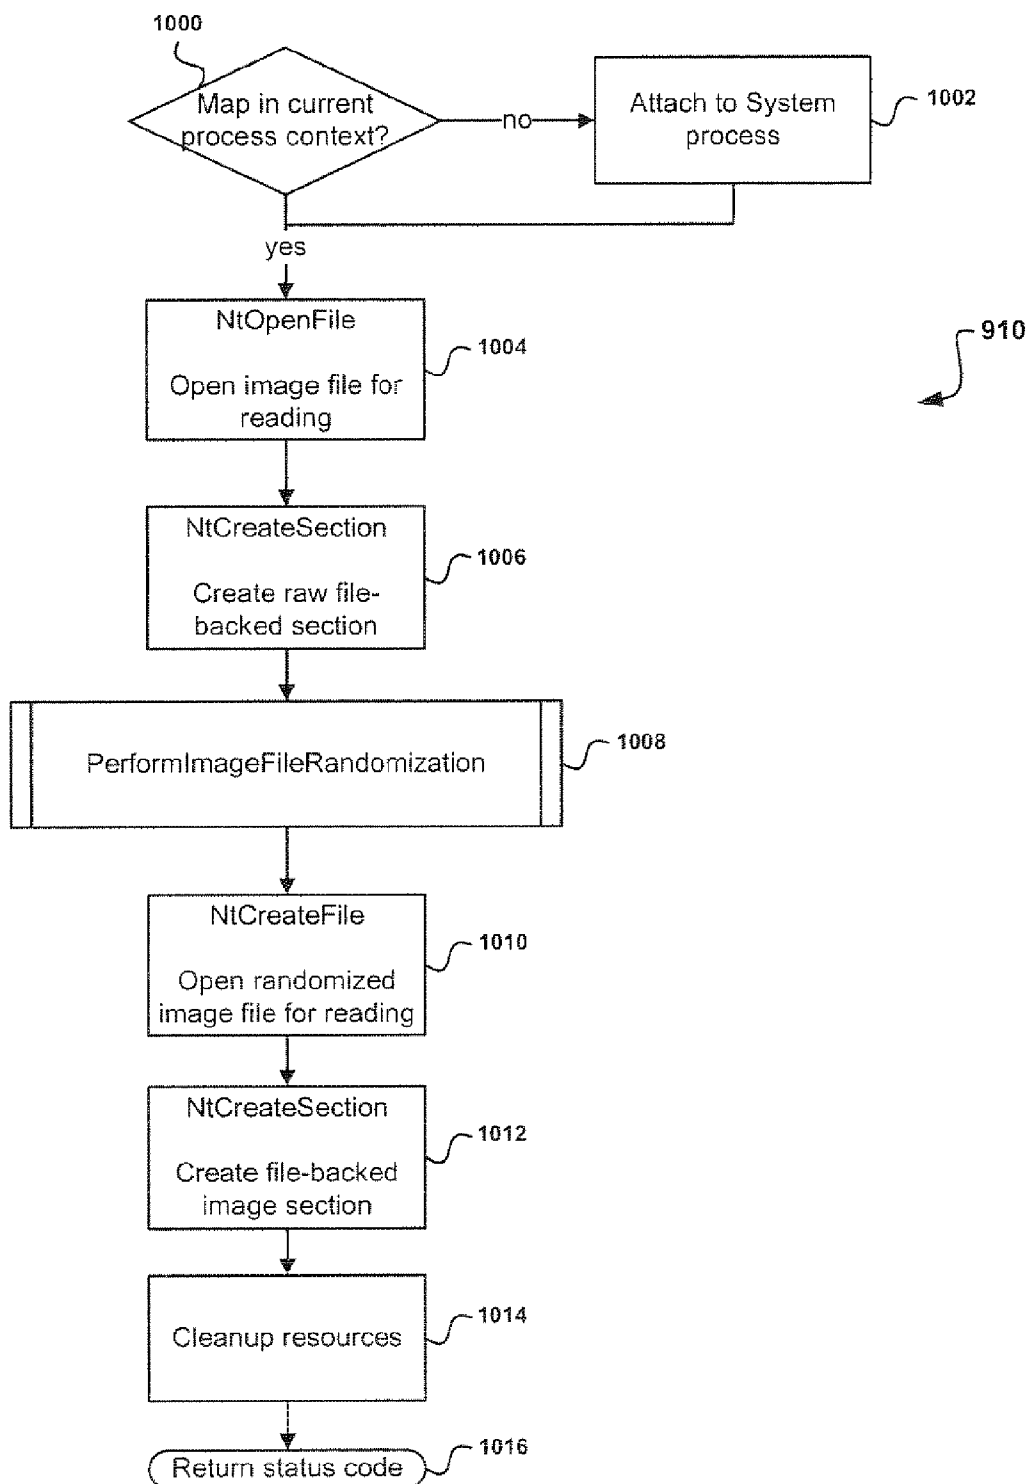 1000
Map in current
process context?
no
Attach to System
process
1002
yes
NtOpenFile
Open image file for
reading
1004
910
NtCreateSection
Create raw file-
backed section
1006
PerformImageFileRandomization
1008
NtCreateFile
Open randomized
image file for reading
1010
NtCreateSection
Create file-backed
image section
1012
Cleanup resources
1014
Return status code
1016